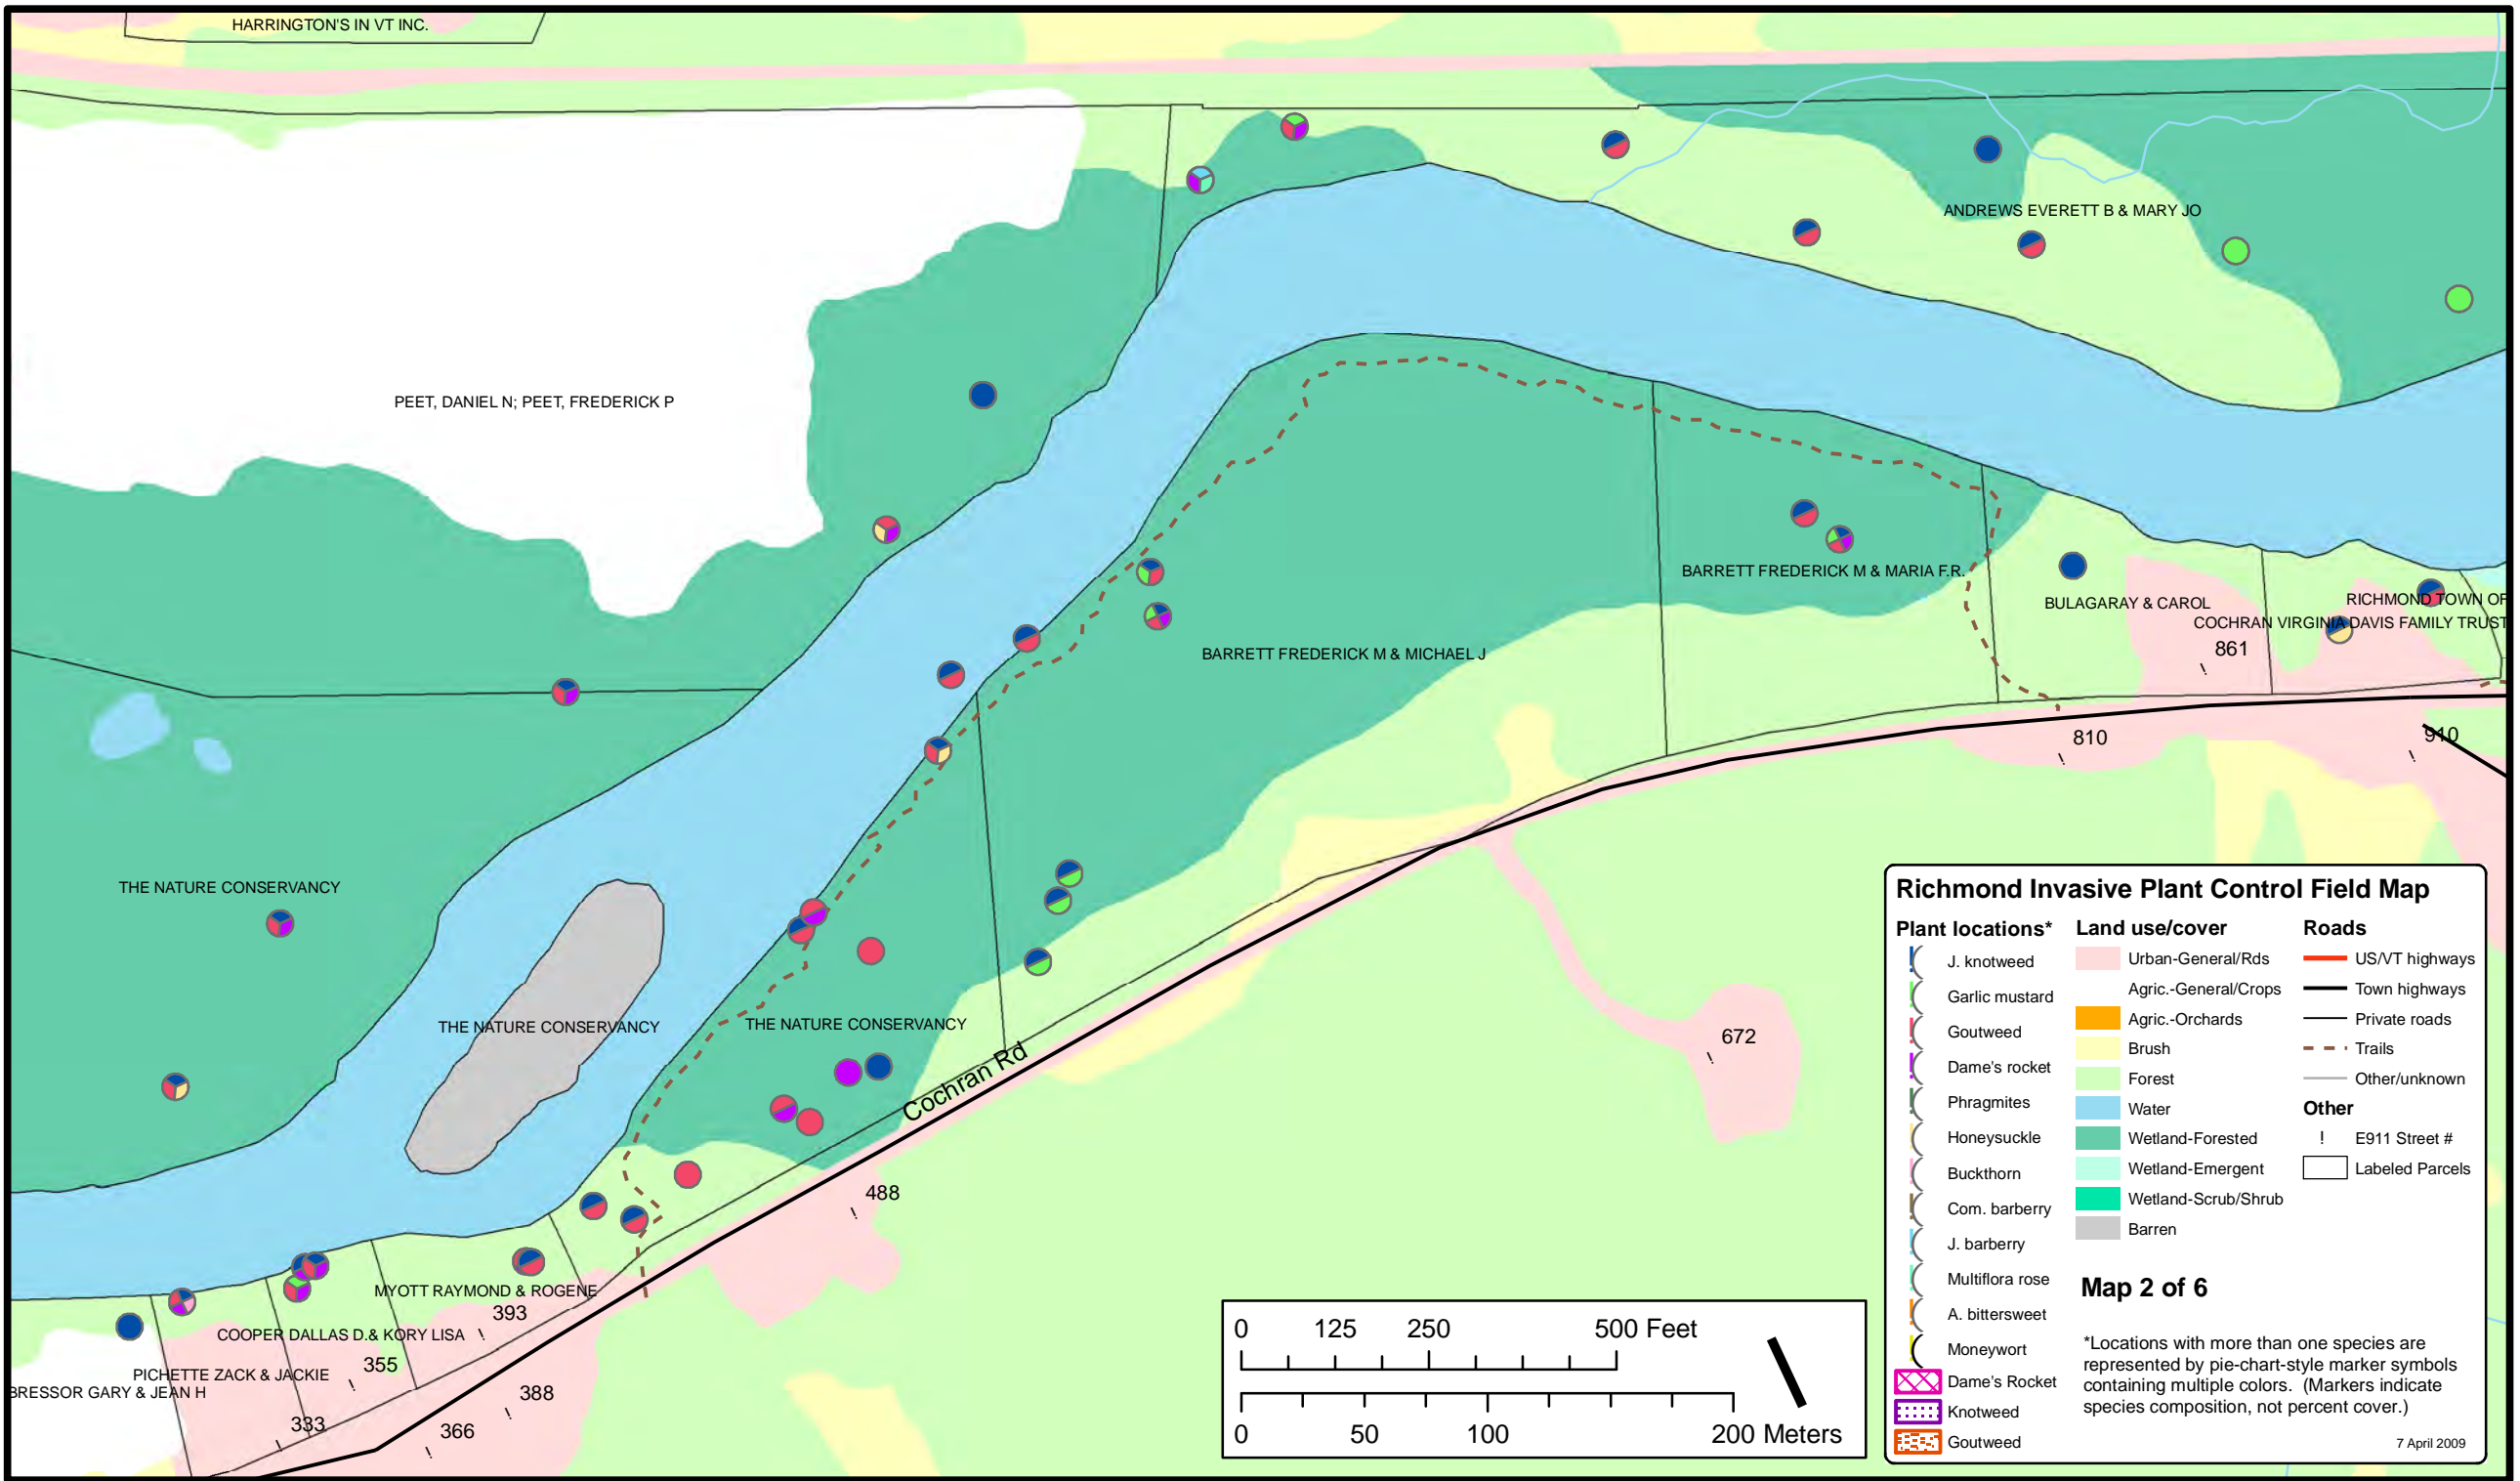 HARRINGTON'S IN VT INC.
ANDREWS EVERETT B & MARY JO
PEET, DANIEL N; PEET, FREDERICK P
BARRETT FREDERICK M & MARIA F.R.
BULAGARAY & CAROL
RICHMOND TOWN OF
COCHRAN VIRGINIA DAVIS FAMILY TRUST
861
BARRETT FREDERICK M & MICHAEL J
810
910
THE NATURE CONSERVANCY
THE NATURE CONSERVANCY
THE NATURE CONSERVANCY
672
Cochran Rd
488
MYOTT RAYMOND & ROGENE
393
COOPER DALLAS D.& KORY LISA
355
PICHETTE ZACK & JACKIE
BRESSOR GARY & JEAN H
388
333
366
0 125 250 500 Feet
0 50 100 200 Meters
Richmond Invasive Plant Control Field Map
Plant locations*
J. knotweed
Garlic mustard
Goutweed
Dame's rocket
Phragmites
Honeysuckle
Buckthorn
Com. barberry
J. barberry
Multiflora rose
A. bittersweet
Moneywort
Dame's Rocket
Knotweed
Goutweed
Land use/cover
Urban-General/Rds
Agric.-General/Crops
Agric.-Orchards
Brush
Forest
Water
Wetland-Forested
Wetland-Emergent
Wetland-Scrub/Shrub
Barren
Roads
US/VT highways
Town highways
Private roads
Trails
Other/unknown
Other
! E911 Street #
Labeled Parcels
Map 2 of 6
*Locations with more than one species are
represented by pie-chart-style marker symbols
containing multiple colors. (Markers indicate
species composition, not percent cover.)
7 April 2009